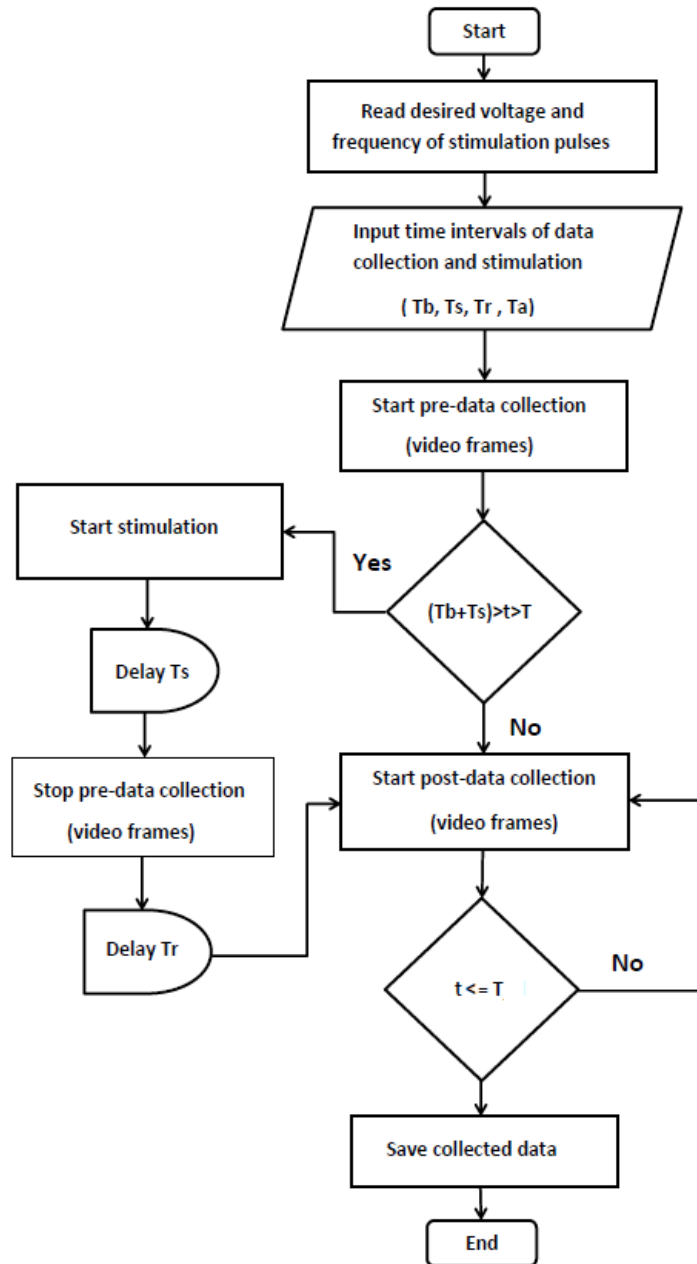 Start
Read desired voltage and
frequency of stimulation pulses
Input time intervals of data
collection and stimulation
( Tb, Ts, Tr , Ta)
Start pre-data collection
(video frames)
(Tb+Ts)>t>T
Yes
Start stimulation
Delay Ts
Stop pre-data collection
(video frames)
Delay Tr
No
Start post-data collection
(video frames)
t <= T
No
Save collected data
End